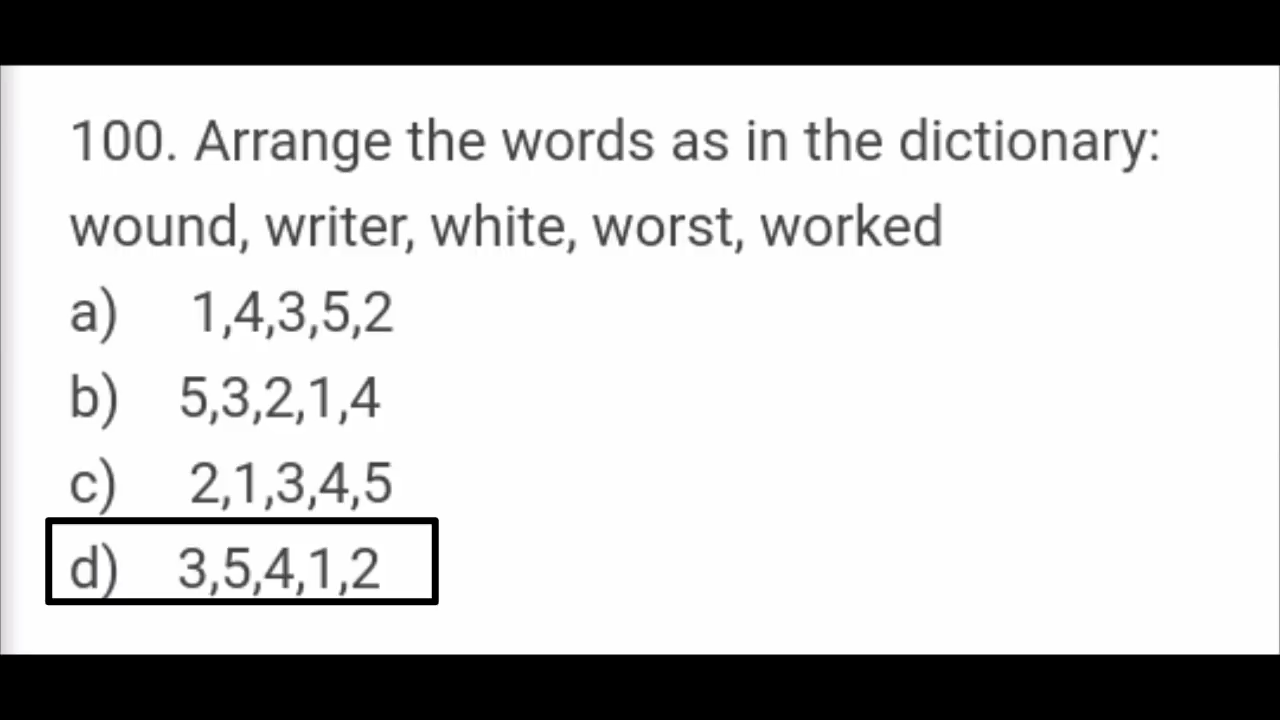 100. Arrange the words as in the dictionary:
wound, writer, white, worst, worked
a) 1,4,3,5,2
b) 5,3,2,1,4
c) 2,1,3,4,5
d) 3,5,4,1,2